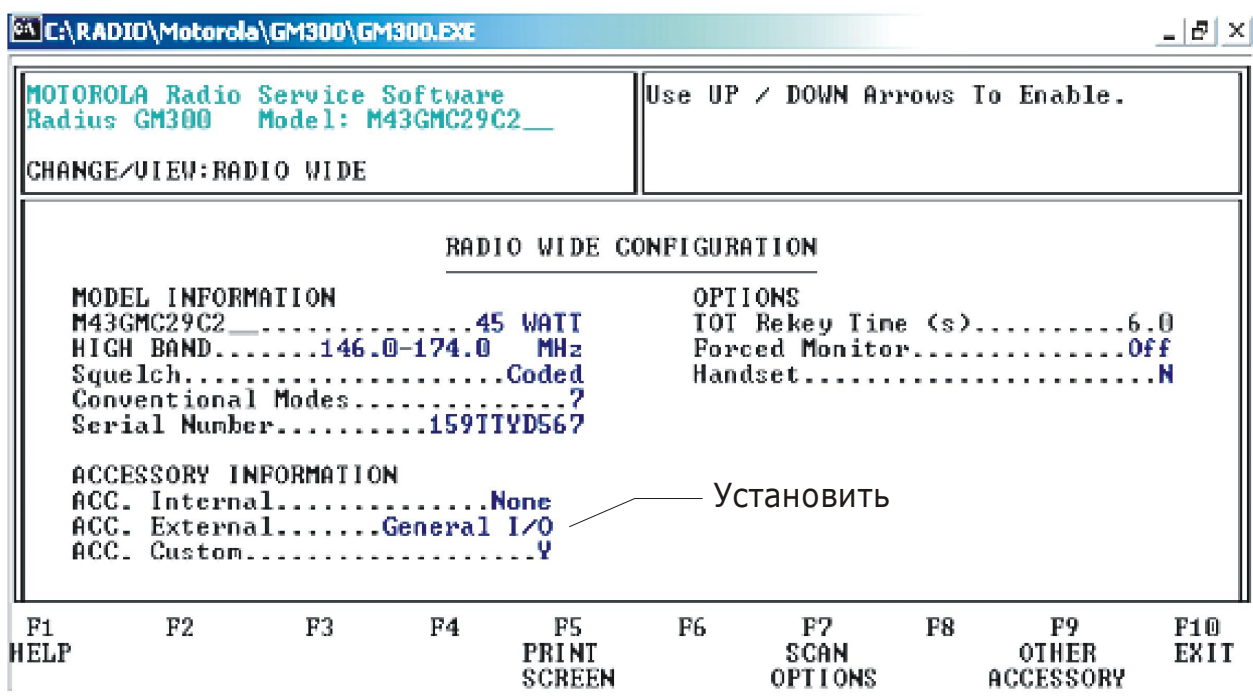 C:\RADIO\Motorola\GM300\GM300.EXE
MOTOROLA Radio Service Software
Radius GM300 Model: M43GMC29C2__
CHANGE/VIEW:RADIO WIDE
Use UP / DOWN Arrows To Enable.
RADIO WIDE CONFIGURATION
MODEL INFORMATION
M43GMC29C2__................45 WATT
HIGH BAND.......146.0-174.0 MHz
Squelch.....................Coded
Conventional Modes..............?
Serial Number..........159TTYD567
OPTIONS
TOT Rekey Time (s)..........6.0
Forced Monitor..............Off
Handset.......................N
ACCESSORY INFORMATION
ACC. Internal..............None
ACC. External.......General I/O
ACC. Custom...................Y
Установить
F1 F2 F3 F4 F5 F6 F7 F8 F9 F10
HELP PRINT SCAN OTHER EXIT
SCREEN OPTIONS ACCESSORY